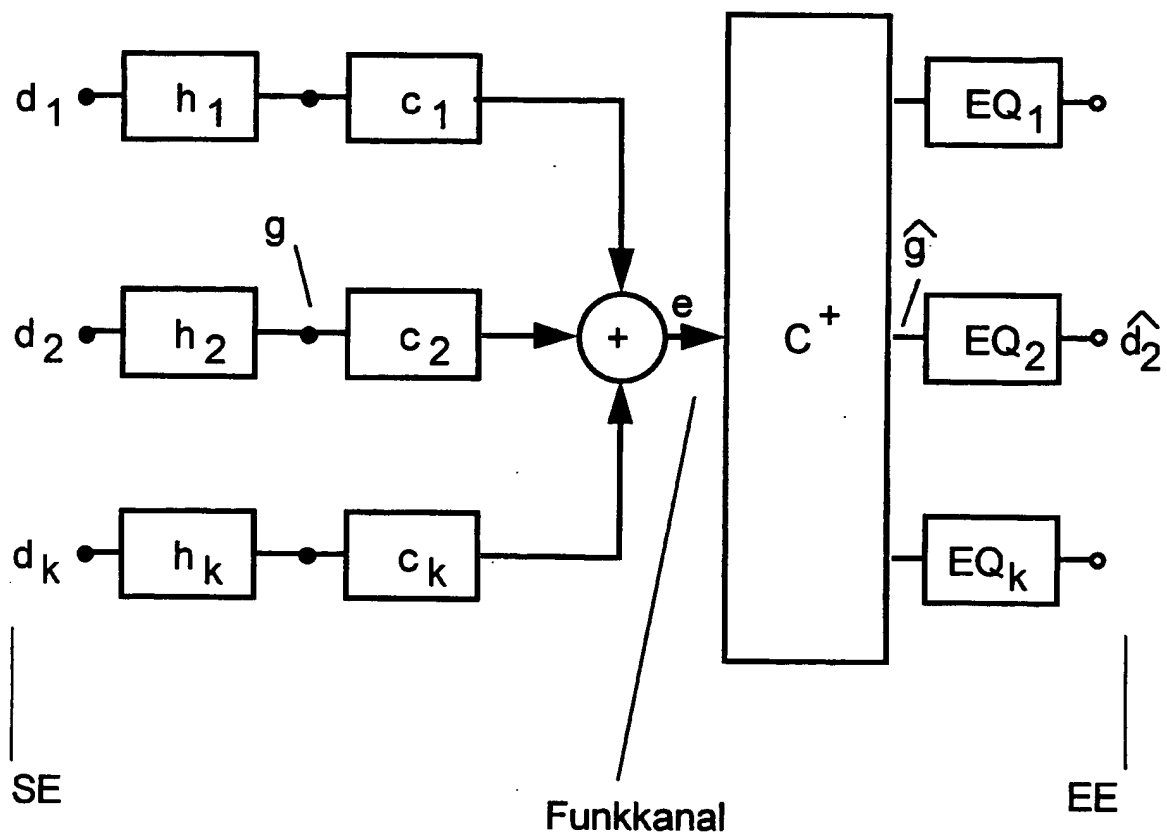 d1 h1 c1 EQ1
g ĝ
d2 h2 c2 + e C+ EQ2 d̂2
dk hk ck EQk
SE Funkkanal EE